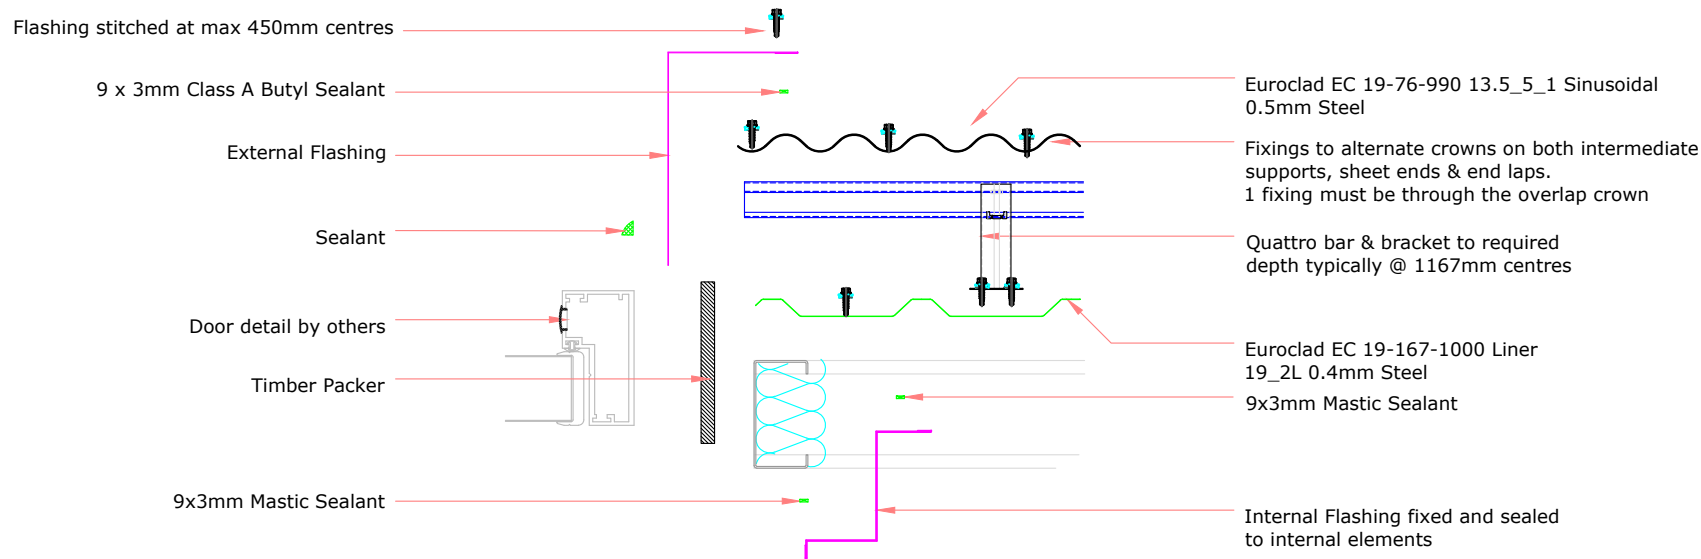 Flashing stitched at max 450mm centres
9 x 3mm Class A Butyl Sealant
External Flashing
Sealant
Door detail by others
Timber Packer
9x3mm Mastic Sealant
Euroclad EC 19-76-990 13.5_5_1 Sinusoidal
0.5mm Steel
Fixings to alternate crowns on both intermediate
supports, sheet ends & end laps.
1 fixing must be through the overlap crown
Quattro bar & bracket to required
depth typically @ 1167mm centres
Euroclad EC 19-167-1000 Liner
19_2L 0.4mm Steel
9x3mm Mastic Sealant
Internal Flashing fixed and sealed
to internal elements